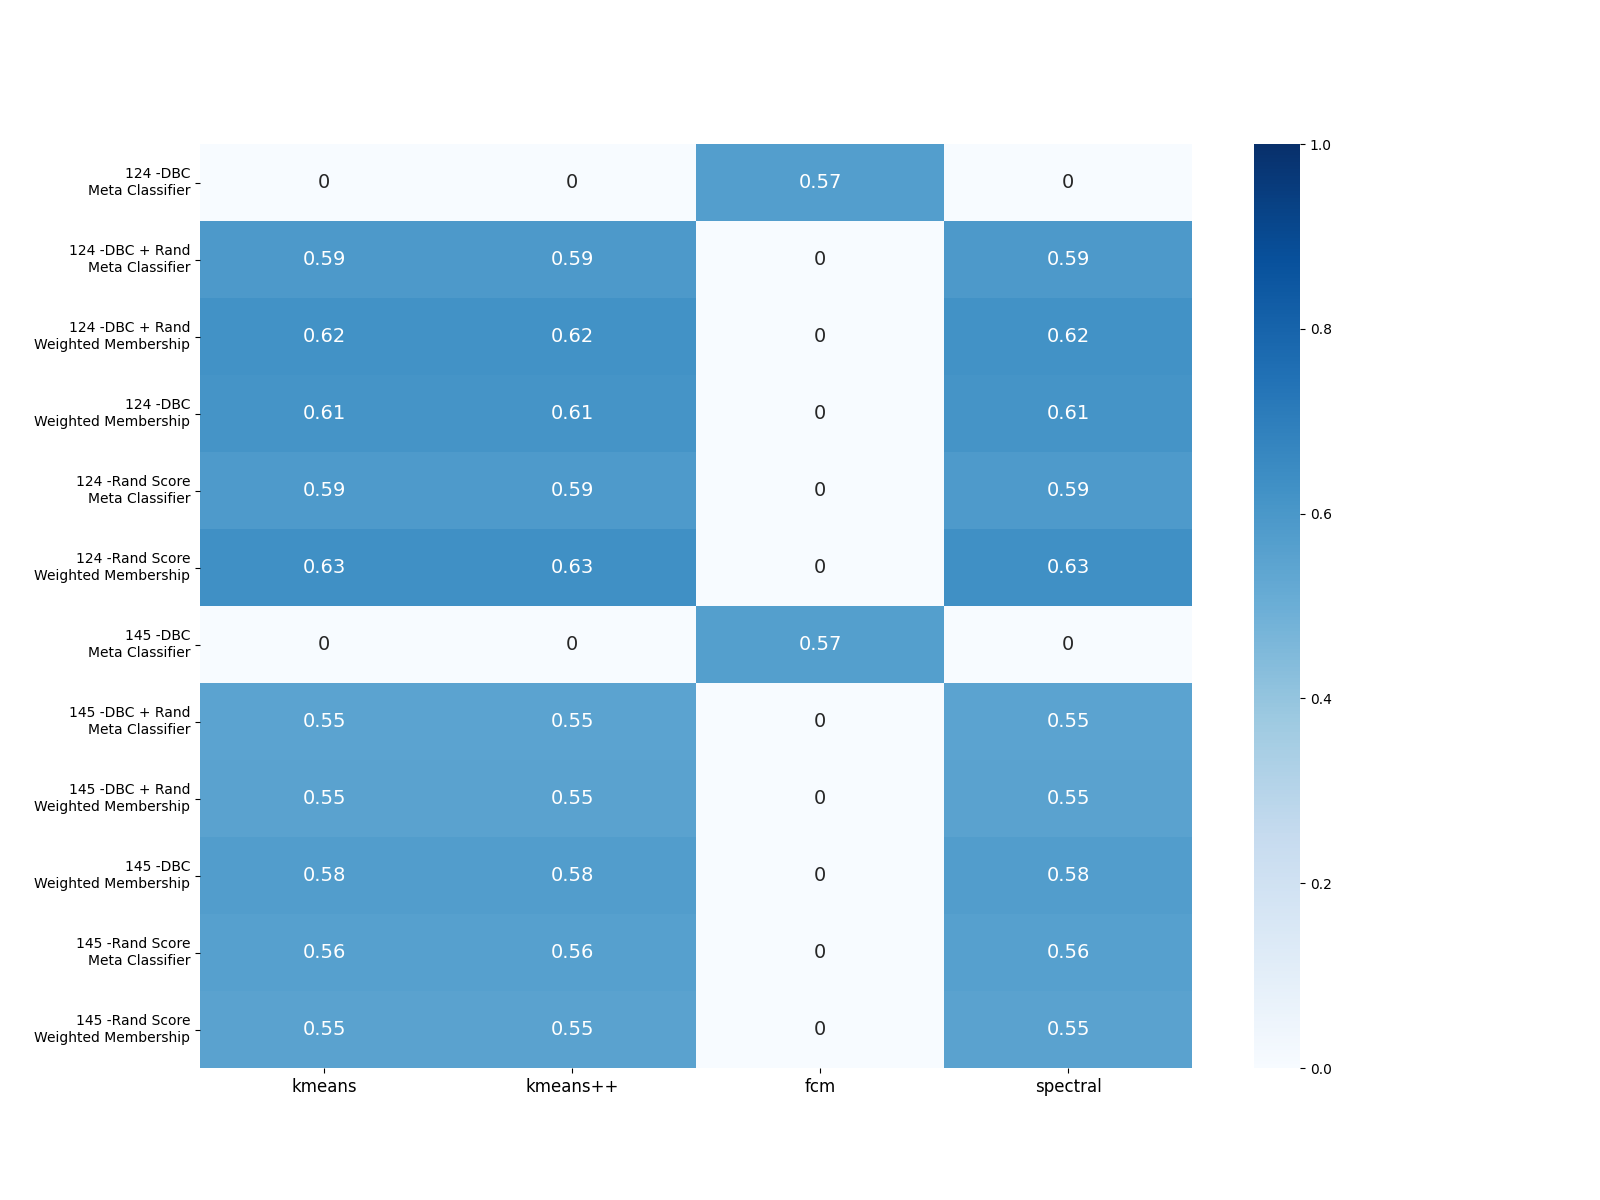 124 -DBC
Meta Classifier
0 0 0.57 0
124 -DBC + Rand
Meta Classifier
0.59 0.59 0 0.59
124 -DBC + Rand
Weighted Membership
0.62 0.62 0 0.62
124 -DBC
Weighted Membership
0.61 0.61 0 0.61
124 -Rand Score
Meta Classifier
0.59 0.59 0 0.59
124 -Rand Score
Weighted Membership
0.63 0.63 0 0.63
145 -DBC
Meta Classifier
0 0 0.57 0
145 -DBC + Rand
Meta Classifier
0.55 0.55 0 0.55
145 -DBC + Rand
Weighted Membership
0.55 0.55 0 0.55
145 -DBC
Weighted Membership
0.58 0.58 0 0.58
145 -Rand Score
Meta Classifier
0.56 0.56 0 0.56
145 -Rand Score
Weighted Membership
0.55 0.55 0 0.55
kmeans kmeans++ fcm spectral
1.0
0.8
0.6
0.4
0.2
0.0